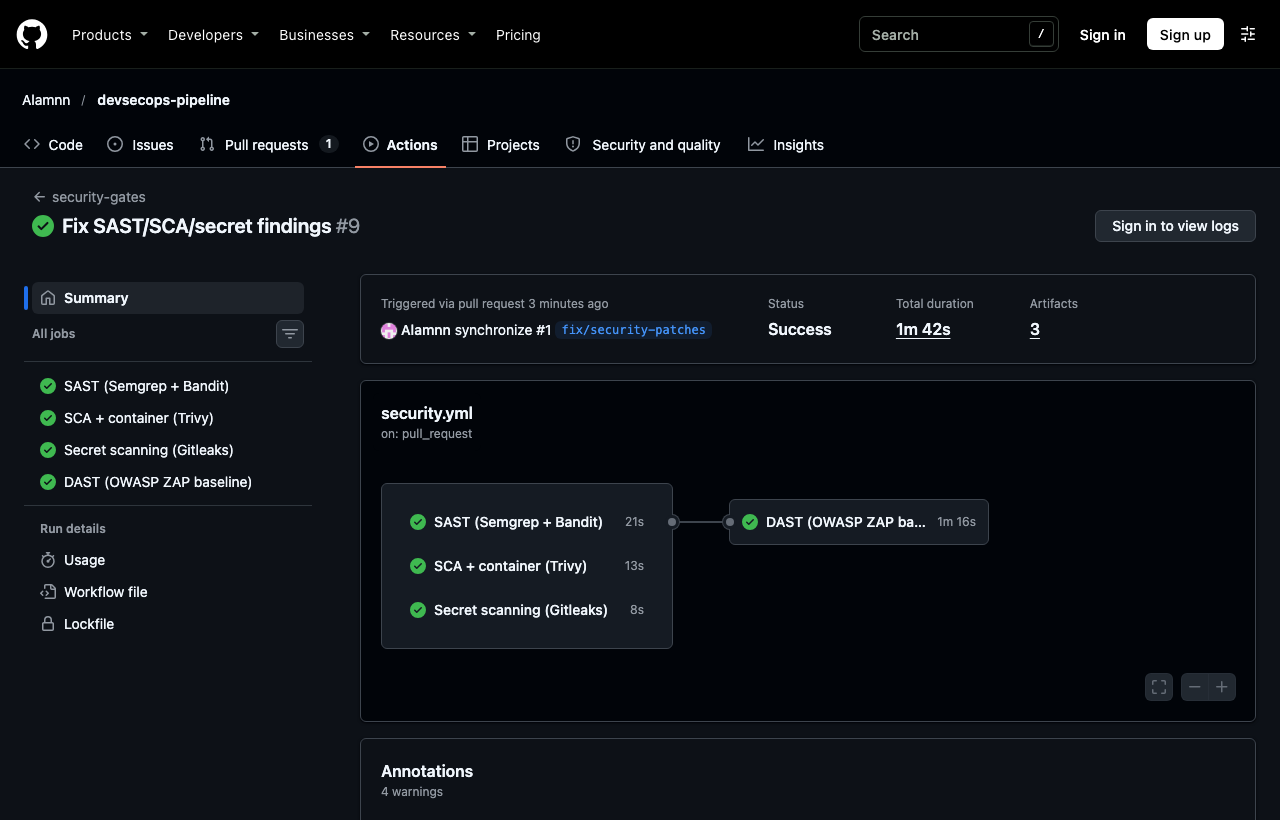 Products Developers Businesses Resources Pricing Search / Sign in Sign up
Alamnn / devsecops-pipeline
Code Issues Pull requests 1 Actions Projects Security and quality Insights
security-gates
Fix SAST/SCA/secret findings #9
Sign in to view logs
Summary
All jobs
SAST (Semgrep + Bandit)
SCA + container (Trivy)
Secret scanning (Gitleaks)
DAST (OWASP ZAP baseline)
Run details
Usage
Workflow file
Lockfile
Triggered via pull request 3 minutes ago
Alamnn synchronize #1 fix/security-patches
Status
Success
Total duration
1m 42s
Artifacts
3
security.yml
on: pull_request
SAST (Semgrep + Bandit) 21s
SCA + container (Trivy) 13s
Secret scanning (Gitleaks) 8s
DAST (OWASP ZAP ba... 1m 16s
Annotations
4 warnings